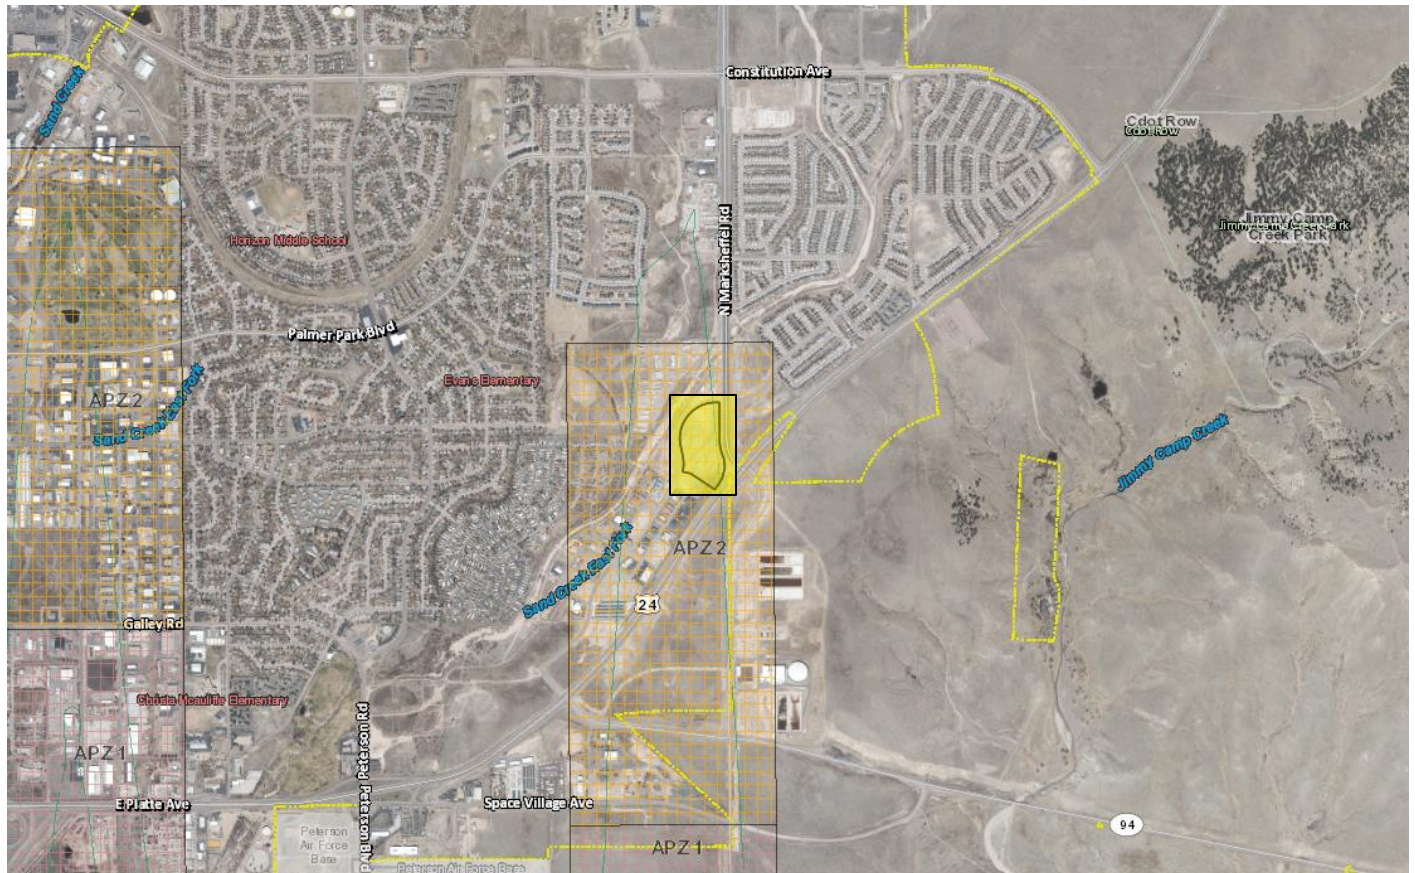 Constitution Ave
Sand Creek
Cdot Row
Cdot Row
Jimmy Camp
Creek Park
Jimmy Camp Creek Park
N Marksheffel Rd
Horizon Middle School
Palmer Park Blvd
Evans Elementary
APZ 2
Sand Creek East Fork
Jimmy Camp Creek
APZ 2
Sand Creek East Fork
24
Galley Rd
Christa Mcauliffe Elementary
APZ 1
Peterson Rd
Peterson Blvd
E Platte Ave
Space Village Ave
94
Peterson
Air Force
Base
APZ 1
Peterson Air Force Base